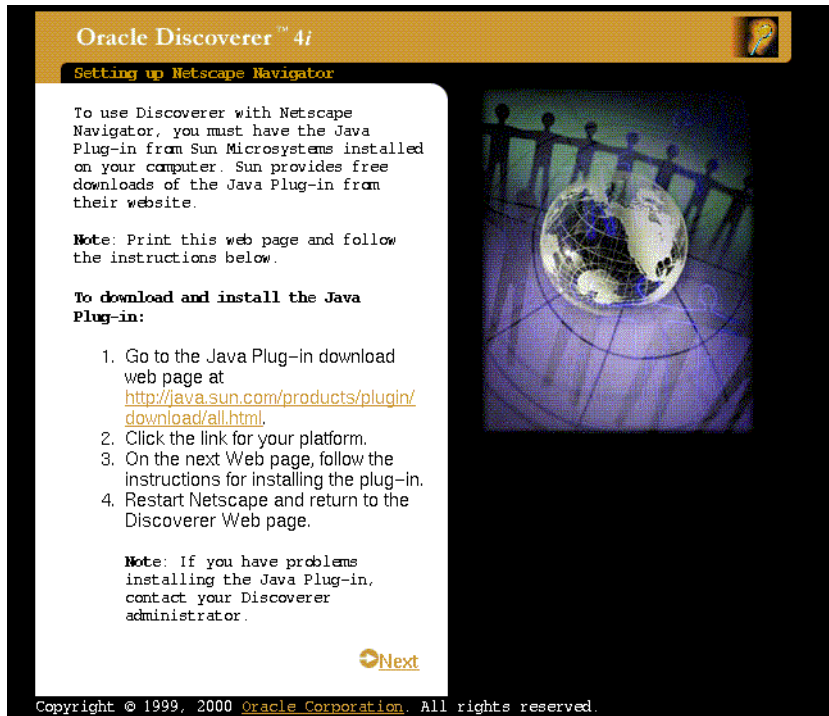 Oracle Discoverer™ 4i
Setting up Netscape Navigator
To use Discoverer with Netscape
Navigator, you must have the Java
Plug-in from Sun Microsystems installed
on your computer. Sun provides free
downloads of the Java Plug-in from
their website.
Note: Print this web page and follow
the instructions below.
To download and install the Java
Plug-in:
1. Go to the Java Plug-in download
web page at
http://java.sun.com/products/plugin/
download/all.html.
2. Click the link for your platform.
3. On the next Web page, follow the
instructions for installing the plug-in.
4. Restart Netscape and return to the
Discoverer Web page.
Note: If you have problems
installing the Java Plug-in,
contact your Discoverer
administrator.
Next
Copyright © 1999, 2000 Oracle Corporation. All rights reserved.